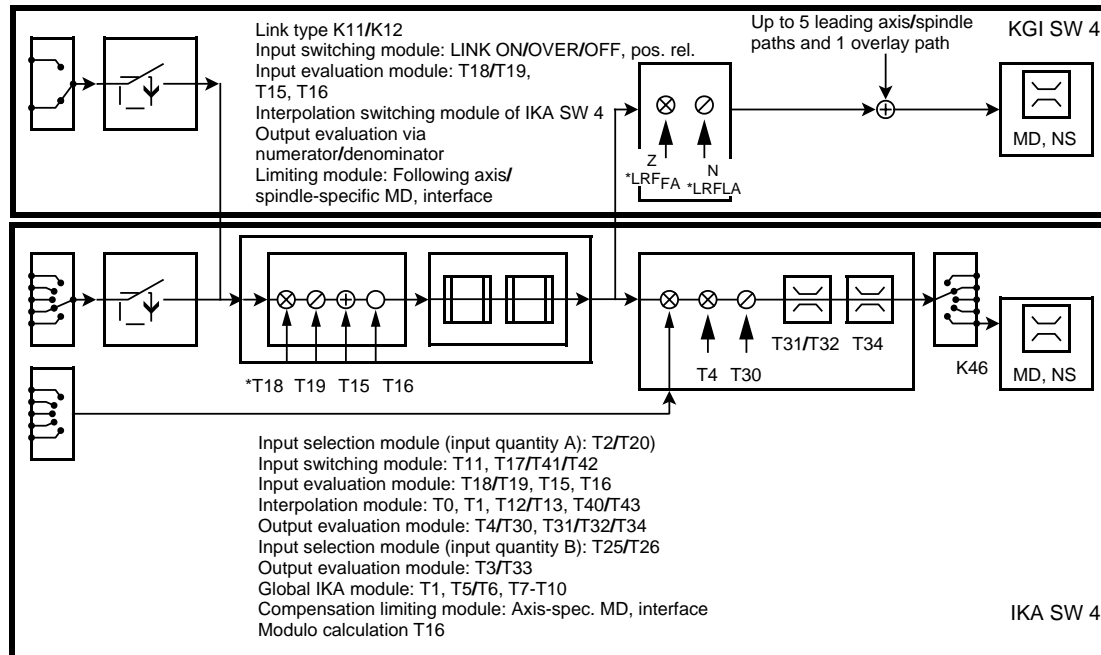 Link type K11/K12
Input switching module: LINK ON/OVER/OFF, pos. rel.
Input evaluation module: T18/T19,
T15, T16
Interpolation switching module of IKA SW 4
Output evaluation via
numerator/denominator
Limiting module: Following axis/
spindle-specific MD, interface
Up to 5 leading axis/spindle
paths and 1 overlay path
KGI SW 4
Z
*LRFFA
N
*LRFLA
MD, NS
*T18 T19 T15 T16
T4 T30
T31/T32 T34
K46
MD, NS
Input selection module (input quantity A): T2/T20)
Input switching module: T11, T17/T41/T42
Input evaluation module: T18/T19, T15, T16
Interpolation module: T0, T1, T12/T13, T40/T43
Output evaluation module: T4/T30, T31/T32/T34
Input selection module (input quantity B): T25/T26
Output evaluation module: T3/T33
Global IKA module: T1, T5/T6, T7-T10
Compensation limiting module: Axis-spec. MD, interface
Modulo calculation T16
IKA SW 4